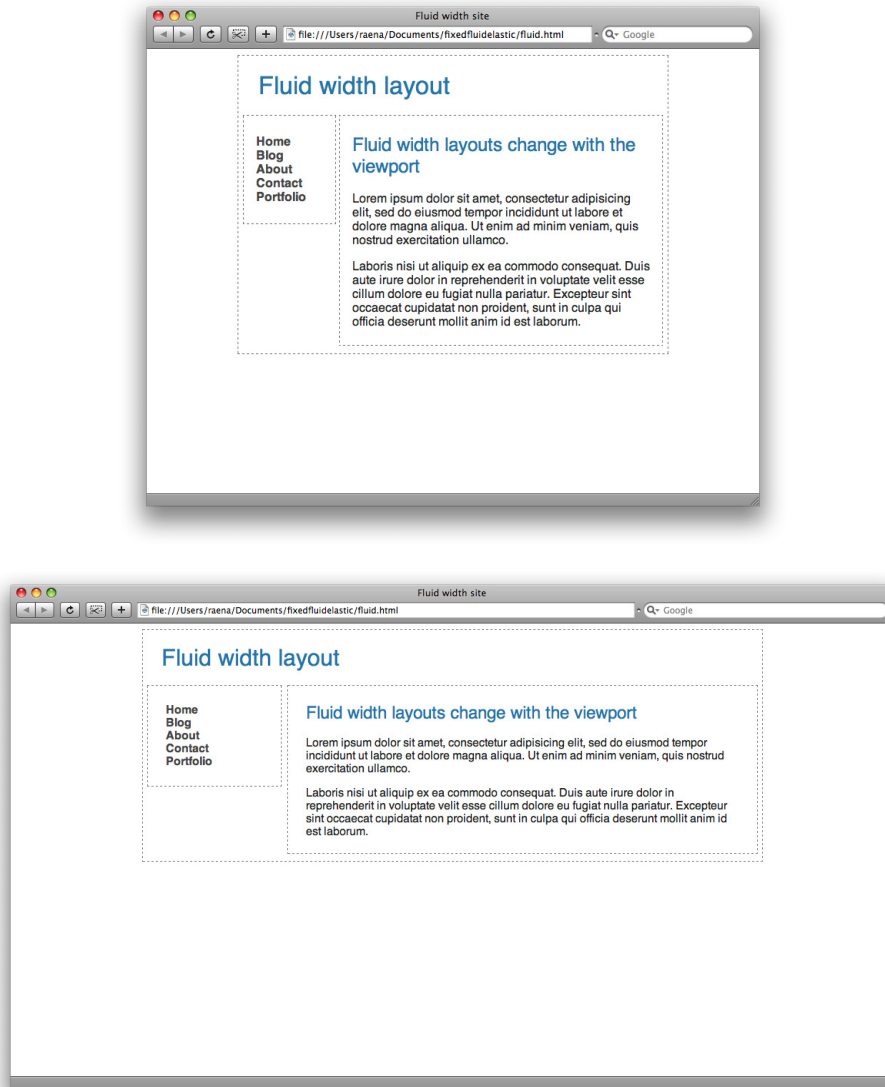 Fluid width site
file:///Users/raena/Documents/fixedfluidelastic/fluid.html
Google
Fluid width layout
Home
Blog
About
Contact
Portfolio
Fluid width layouts change with the
viewport
Lorem ipsum dolor sit amet, consectetur adipisicing
elit, sed do eiusmod tempor incididunt ut labore et
dolore magna aliqua. Ut enim ad minim veniam, quis
nostrud exercitation ullamco.
Laboris nisi ut aliquip ex ea commodo consequat. Duis
aute irure dolor in reprehenderit in voluptate velit esse
cillum dolore eu fugiat nulla pariatur. Excepteur sint
occaecat cupidatat non proident, sunt in culpa qui
officia deserunt mollit anim id est laborum.
Fluid width site
file:///Users/raena/Documents/fixedfluidelastic/fluid.html
Google
Fluid width layout
Home
Blog
About
Contact
Portfolio
Fluid width layouts change with the viewport
Lorem ipsum dolor sit amet, consectetur adipisicing elit, sed do eiusmod tempor
incididunt ut labore et dolore magna aliqua. Ut enim ad minim veniam, quis nostrud
exercitation ullamco.
Laboris nisi ut aliquip ex ea commodo consequat. Duis aute irure dolor in
reprehenderit in voluptate velit esse cillum dolore eu fugiat nulla pariatur. Excepteur
sint occaecat cupidatat non proident, sunt in culpa qui officia deserunt mollit anim id
est laborum.